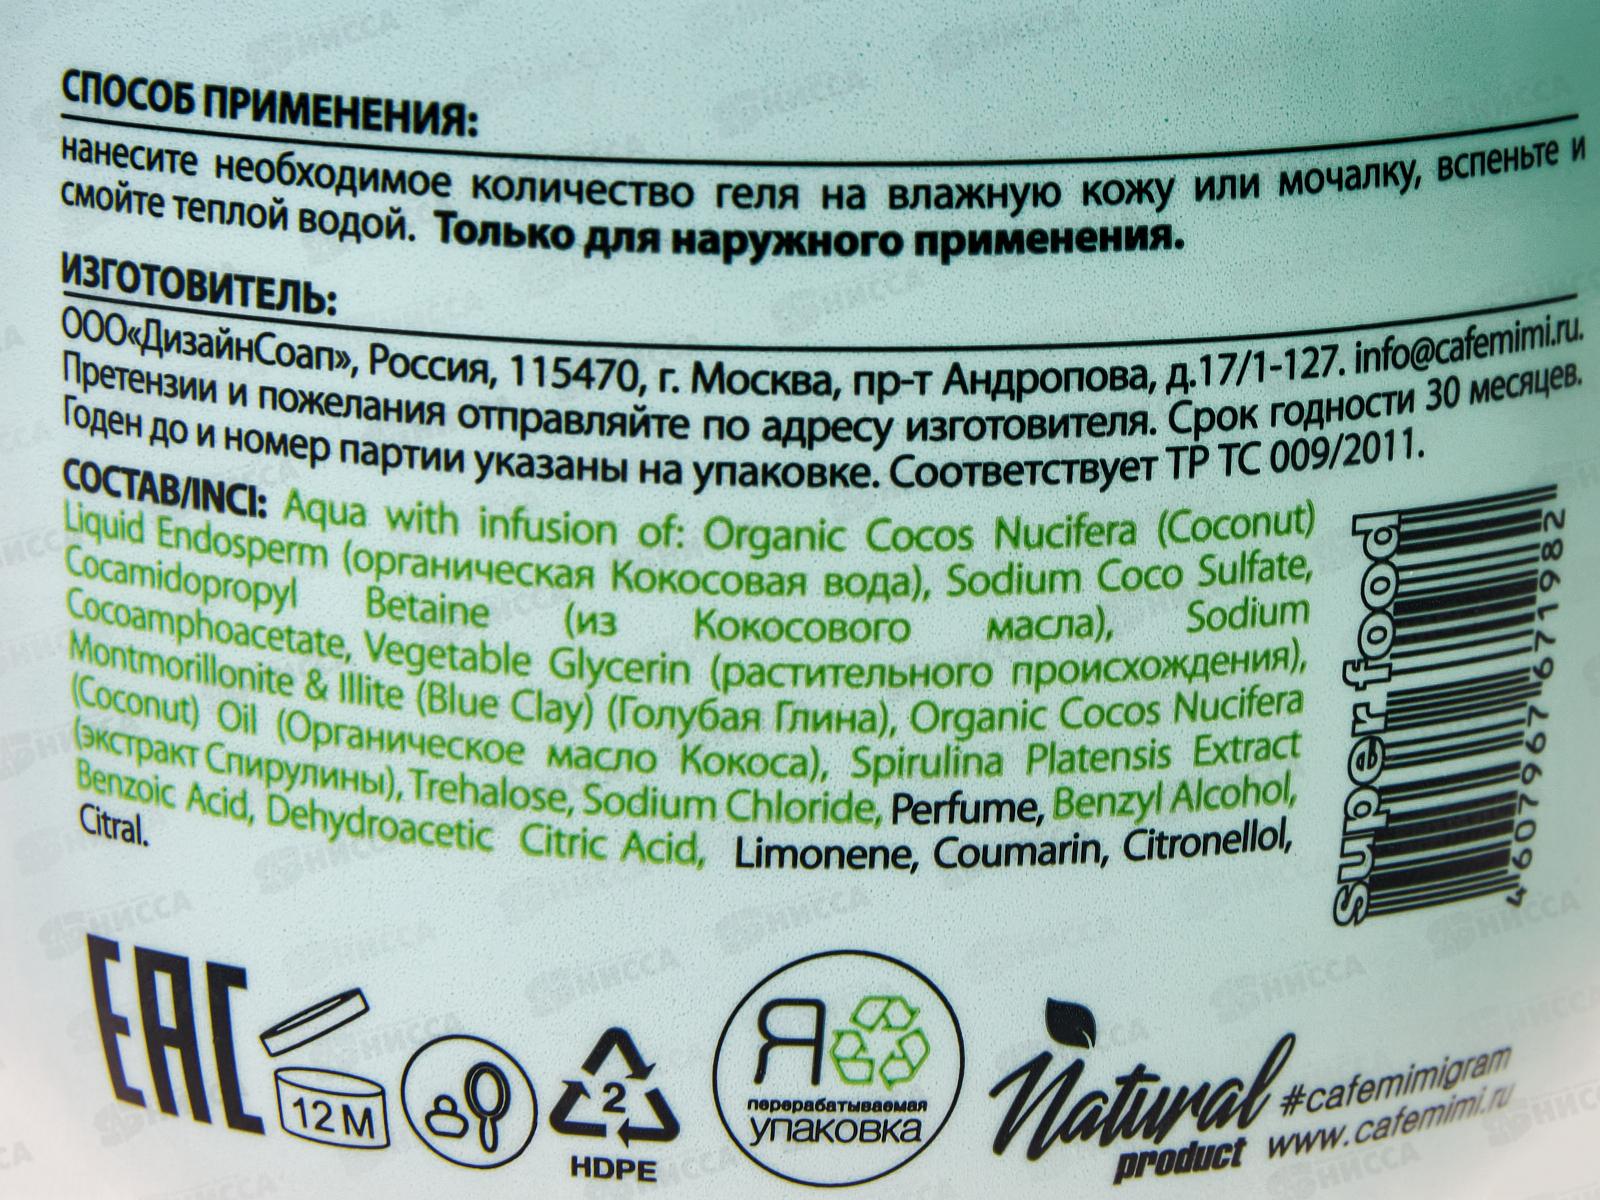 СПОСОБ ПРИМЕНЕНИЯ:
нанесите необходимое количество геля на влажную кожу или мочалку, вспеньте и
смойте теплой водой. Только для наружного применения.
ИЗГОТОВИТЕЛЬ:
ООО«ДизайнСоап», Россия, 115470, г. Москва, пр-т Андропова, д.17/1-127. info@cafemimi.ru.
Претензии и пожелания отправляйте по адресу изготовителя. Срок годности 30 месяцев.
Годен до и номер партии указаны на упаковке. Соответствует ТР ТС 009/2011.
СОСТАВ/INCI: Aqua with infusion of: Organic Cocos Nucifera (Coconut)
Liquid Endosperm (органическая Кокосовая вода), Sodium Coco Sulfate,
Cocamidopropyl Betaine (из Кокосового масла), Sodium
Cocoamphoacetate, Vegetable Glycerin (растительного происхождения),
Montmorillonite & Illite (Blue Clay) (Голубая Глина), Organic Cocos Nucifera
(Coconut) Oil (Органическое масло Кокоса), Spirulina Platensis Extract
(экстракт Спирулины), Trehalose, Sodium Chloride, Perfume, Benzyl Alcohol,
Benzoic Acid, Dehydroacetic Citric Acid, Limonene, Coumarin, Citronellol,
Citral.
super food
4 607967 671982
ЕАС
12 М
2
HDPE
Я
перерабатываемая
упаковка
Natural
product
#cafemimigram
www.cafemimi.ru
НИССА